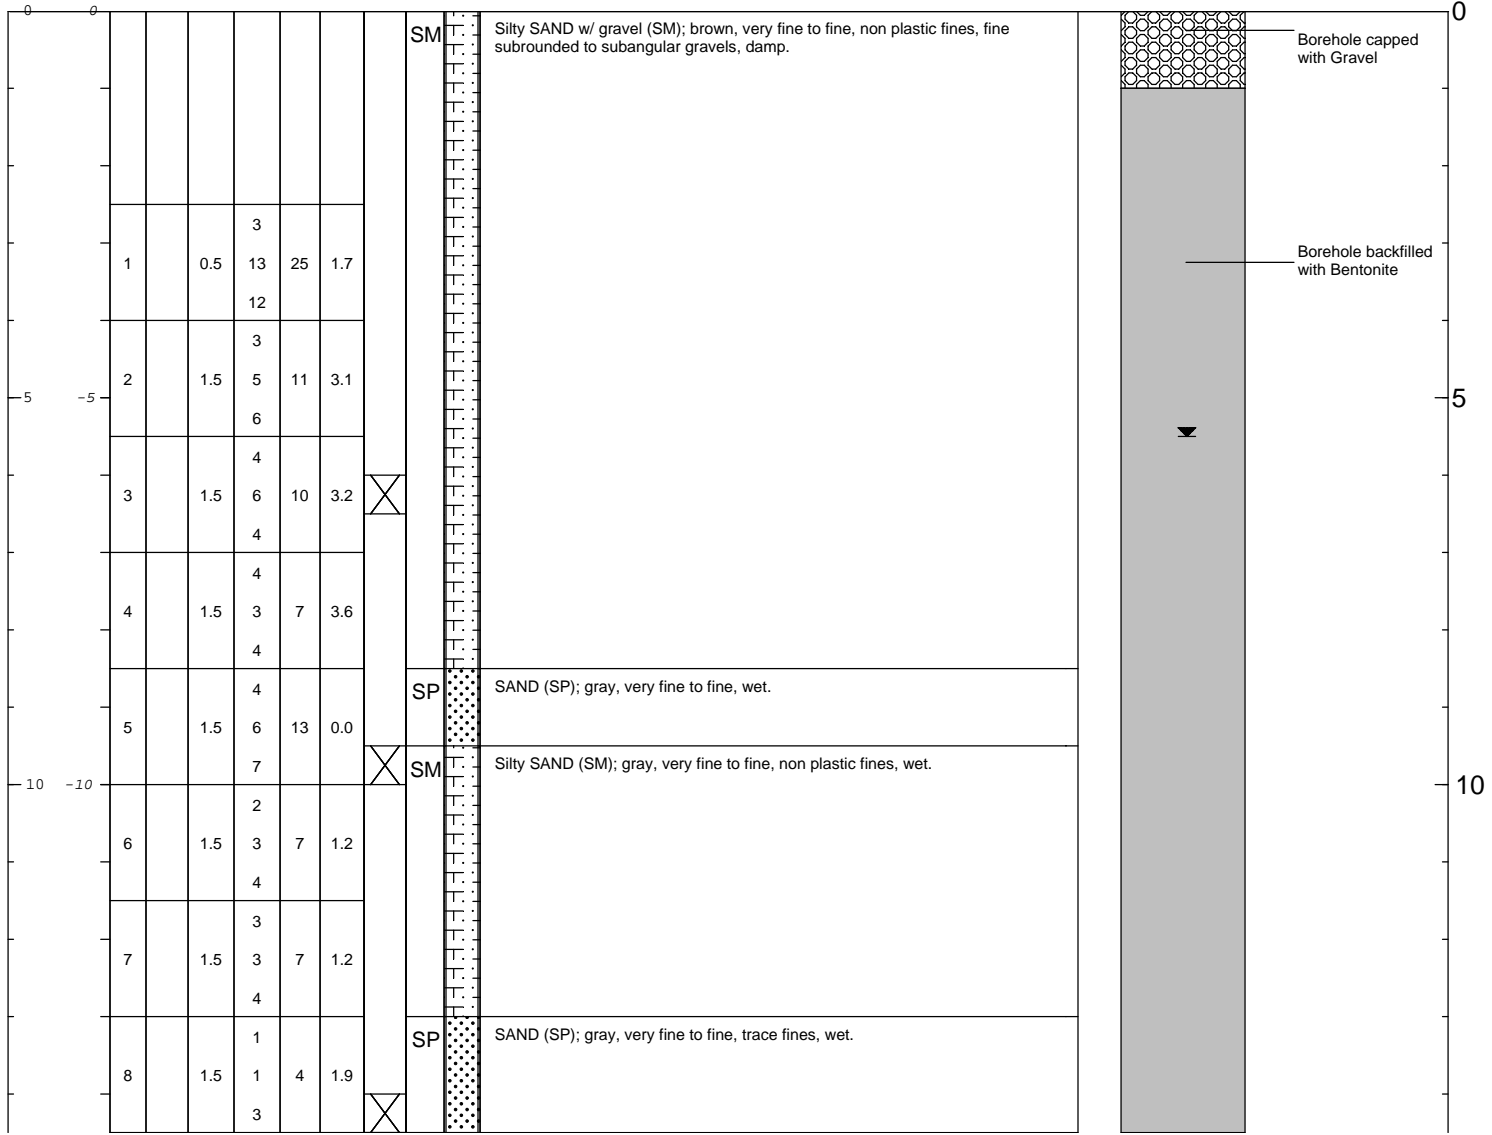 0 0 0
SM Silty SAND w/ gravel (SM); brown, very fine to fine, non plastic fines, fine
subrounded to subangular gravels, damp.
Borehole capped
with Gravel
3
1 0.5 13 25 1.7
12
Borehole backfilled
with Bentonite
3
2 1.5 5 11 3.1
5 -5 5
6
4
3 1.5 6 10 3.2
4
4
4 1.5 3 7 3.6
4
SP SAND (SP); gray, very fine to fine, wet.
4
5 1.5 6 13 0.0
7
SM Silty SAND (SM); gray, very fine to fine, non plastic fines, wet.
10 -10 10
2
6 1.5 3 7 1.2
4
3
7 1.5 3 7 1.2
4
SP SAND (SP); gray, very fine to fine, trace fines, wet.
1
8 1.5 1 4 1.9
3